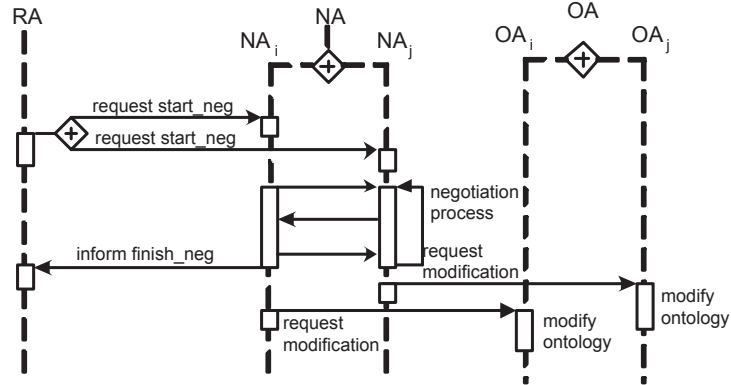 RA
NA
OA
NA i
NA j
OA i
OA j
+
+
request start_neg
+
request start_neg
negotiation
process
inform finish_neg
request
modification
modify
ontology
request
modification
modify
ontology